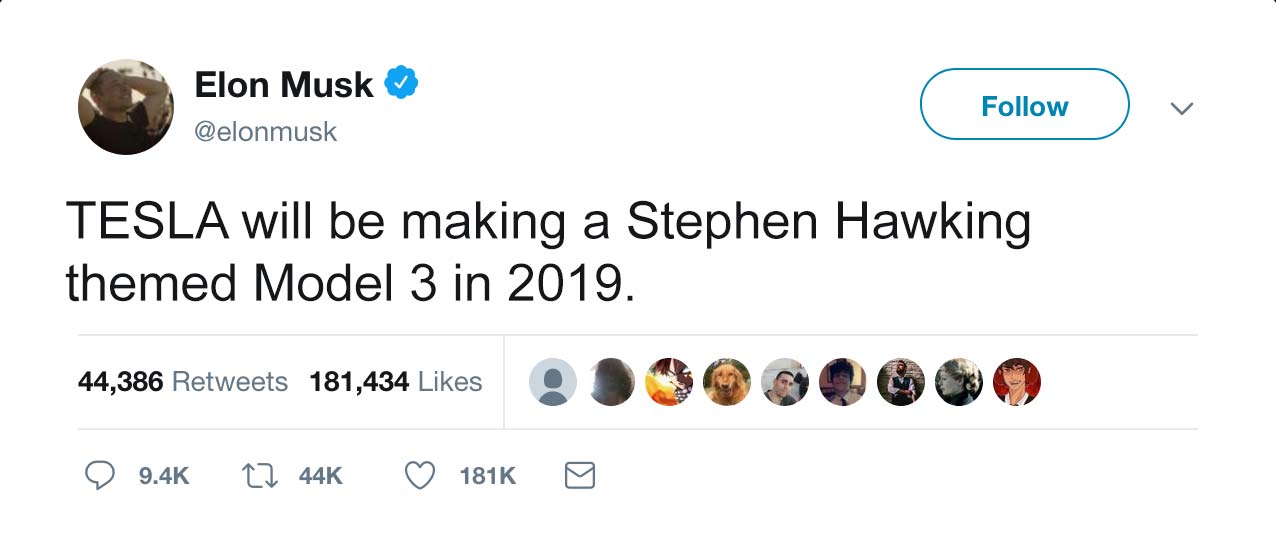 Elon Musk
@elonmusk
Follow
TESLA will be making a Stephen Hawking
themed Model 3 in 2019.
44,386 Retweets 181,434 Likes
9.4K 44K 181K